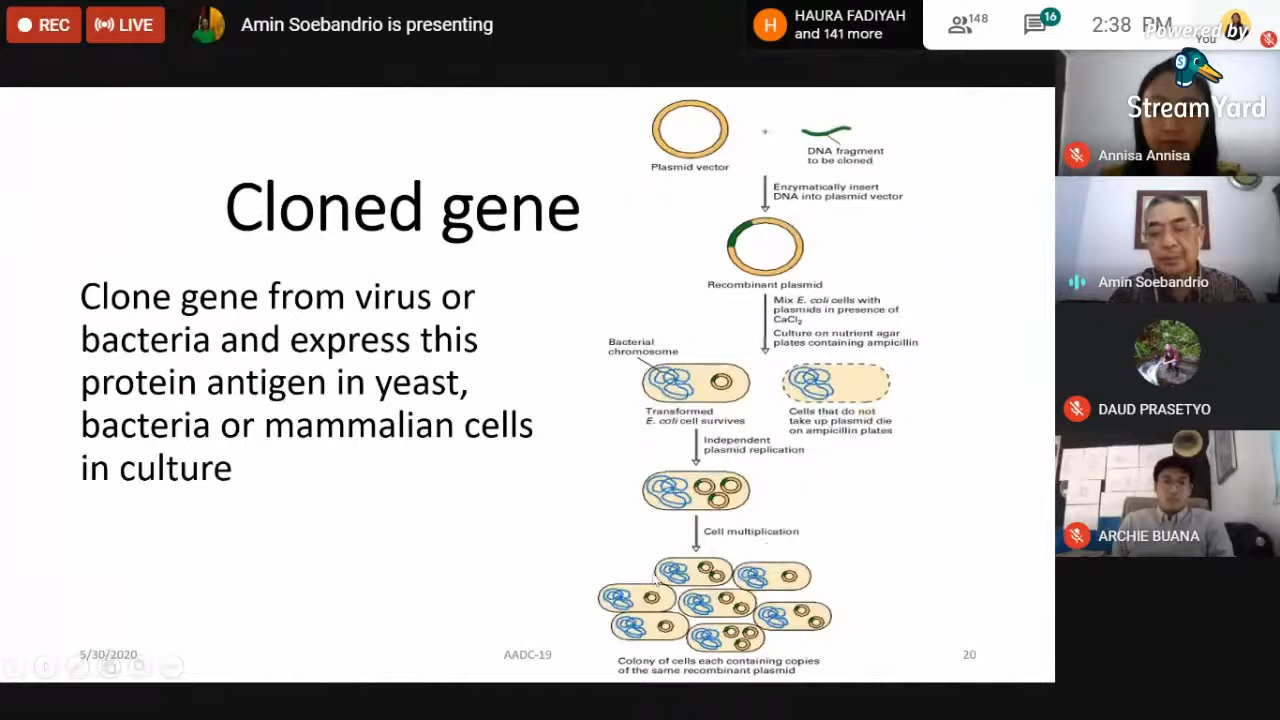 REC
LIVE
Amin Soebandrio is presenting
H
HAURA FADIYAH
and 141 more
148
16
2:38 PM
You
Powered by
StreamYard
Annisa Annisa
Amin Soebandrio
DAUD PRASETYO
ARCHIE BUANA
Cloned gene
Clone gene from virus or
bacteria and express this
protein antigen in yeast,
bacteria or mammalian cells
in culture
Plasmid vector
+
DNA fragment
to be cloned
Enzymatically insert
DNA into plasmid vector
Recombinant plasmid
Mix E. coli cells with
plasmids in presence of
CaCl₂
Culture on nutrient agar
plates containing ampicillin
Bacterial
chromosome
Transformed
E. coli cell survives
Cells that do not
take up plasmid die
on ampicillin plates
Independent
plasmid replication
Cell multiplication
Colony of cells each containing copies
of the same recombinant plasmid
5/30/2020
AADC-19
20